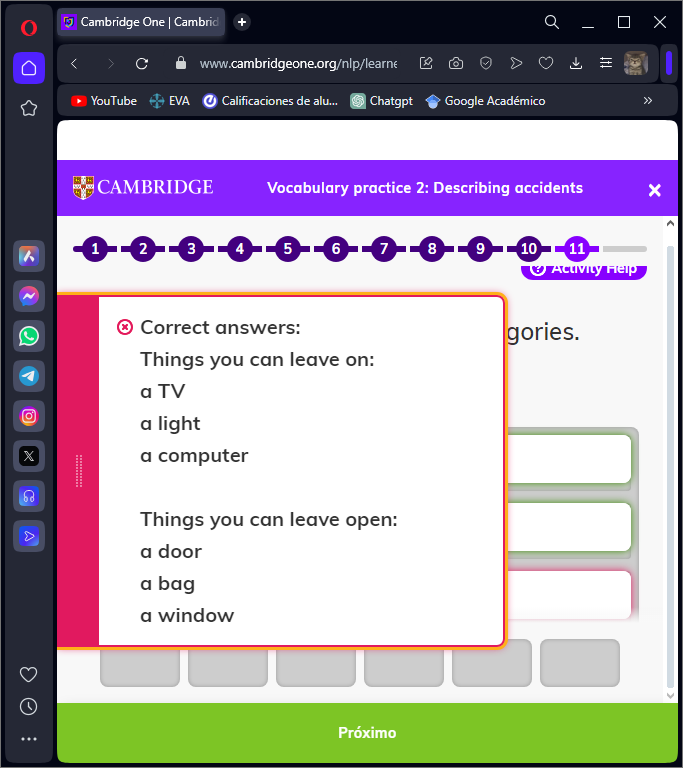 Cambridge One | Cambrid
www.cambridgeone.org/nlp/learne
YouTube
EVA
Calificaciones de alu...
Chatgpt
Google Académico
CAMBRIDGE
Vocabulary practice 2: Describing accidents
1 2 3 4 5 6 7 8 9 10 11
Activity Help
gories.
Correct answers:
Things you can leave on:
a TV
a light
a computer
Things you can leave open:
a door
a bag
a window
Próximo